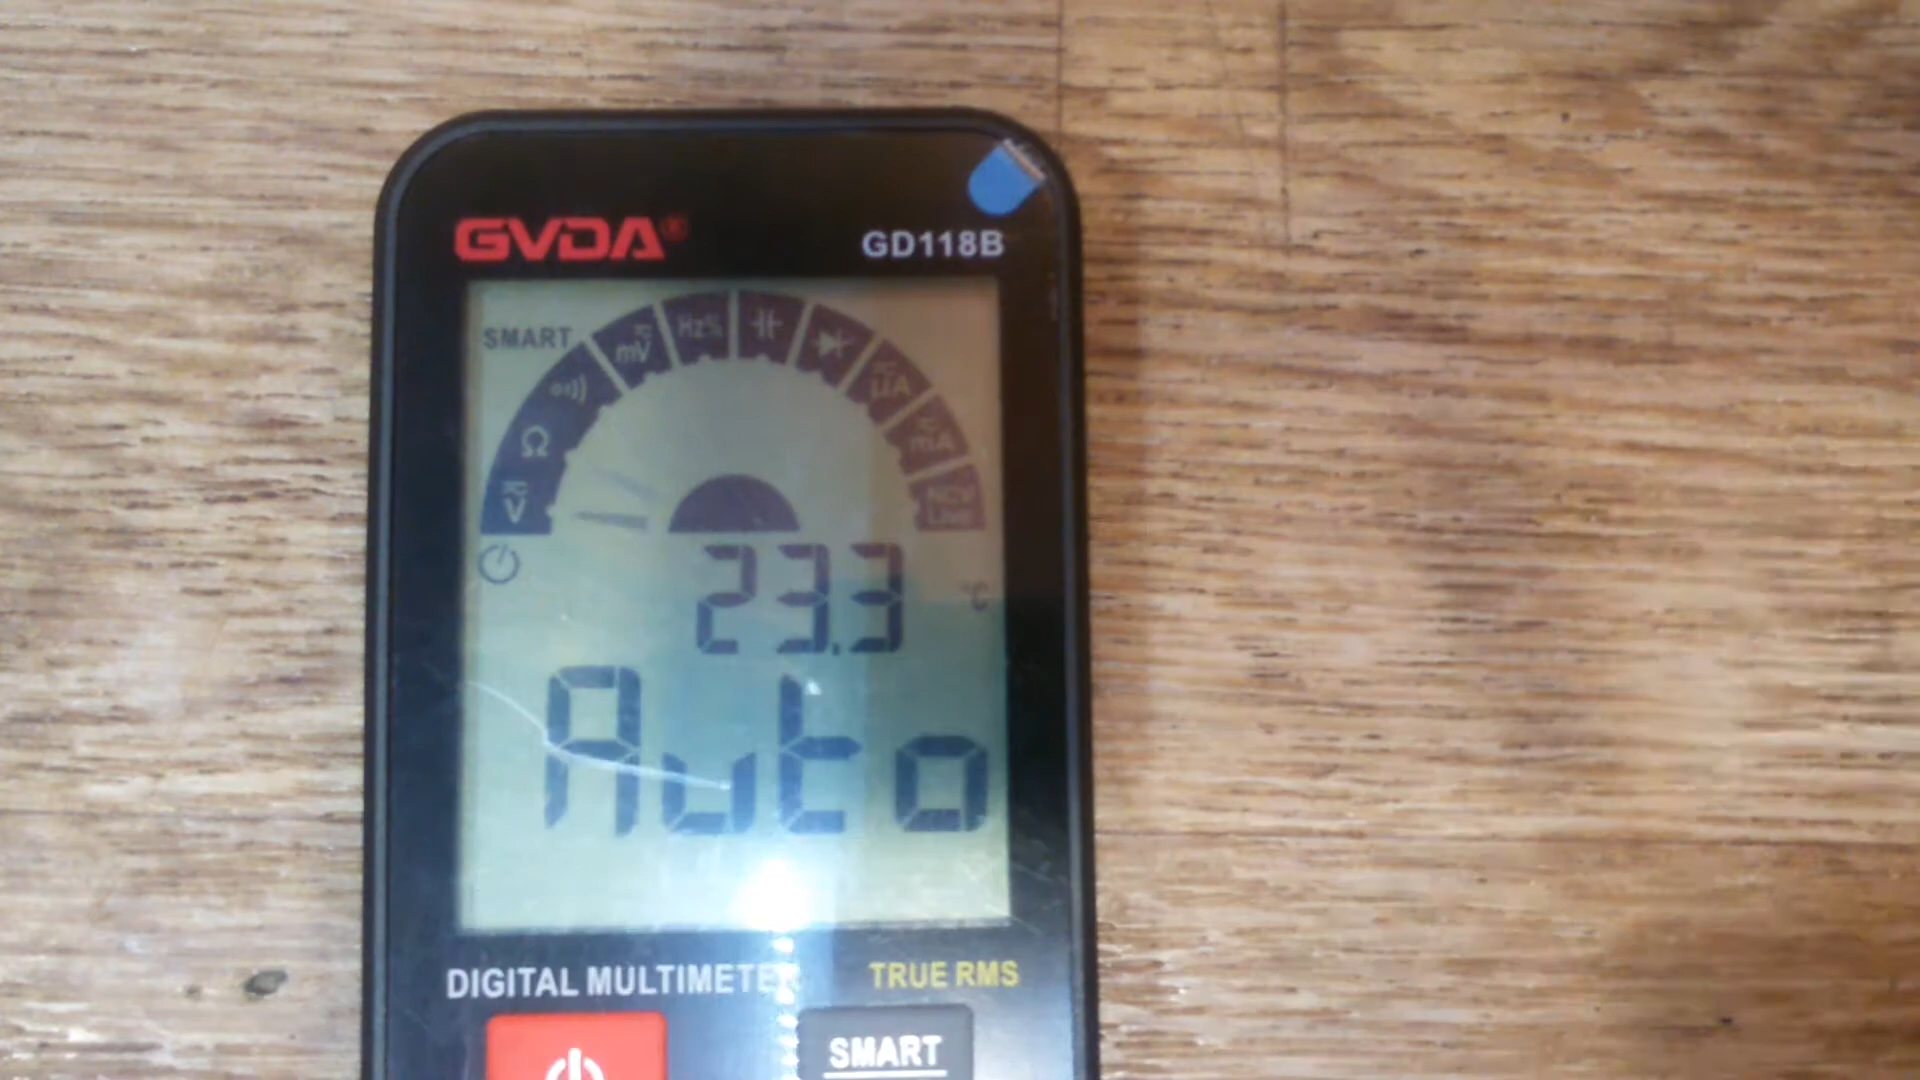 GVDA®
GD118B
SMART
mV
Hz%
µA
Ω
mA
V
NCV
Live
23.3 °C
Auto
DIGITAL MULTIMETER
TRUE RMS
SMART